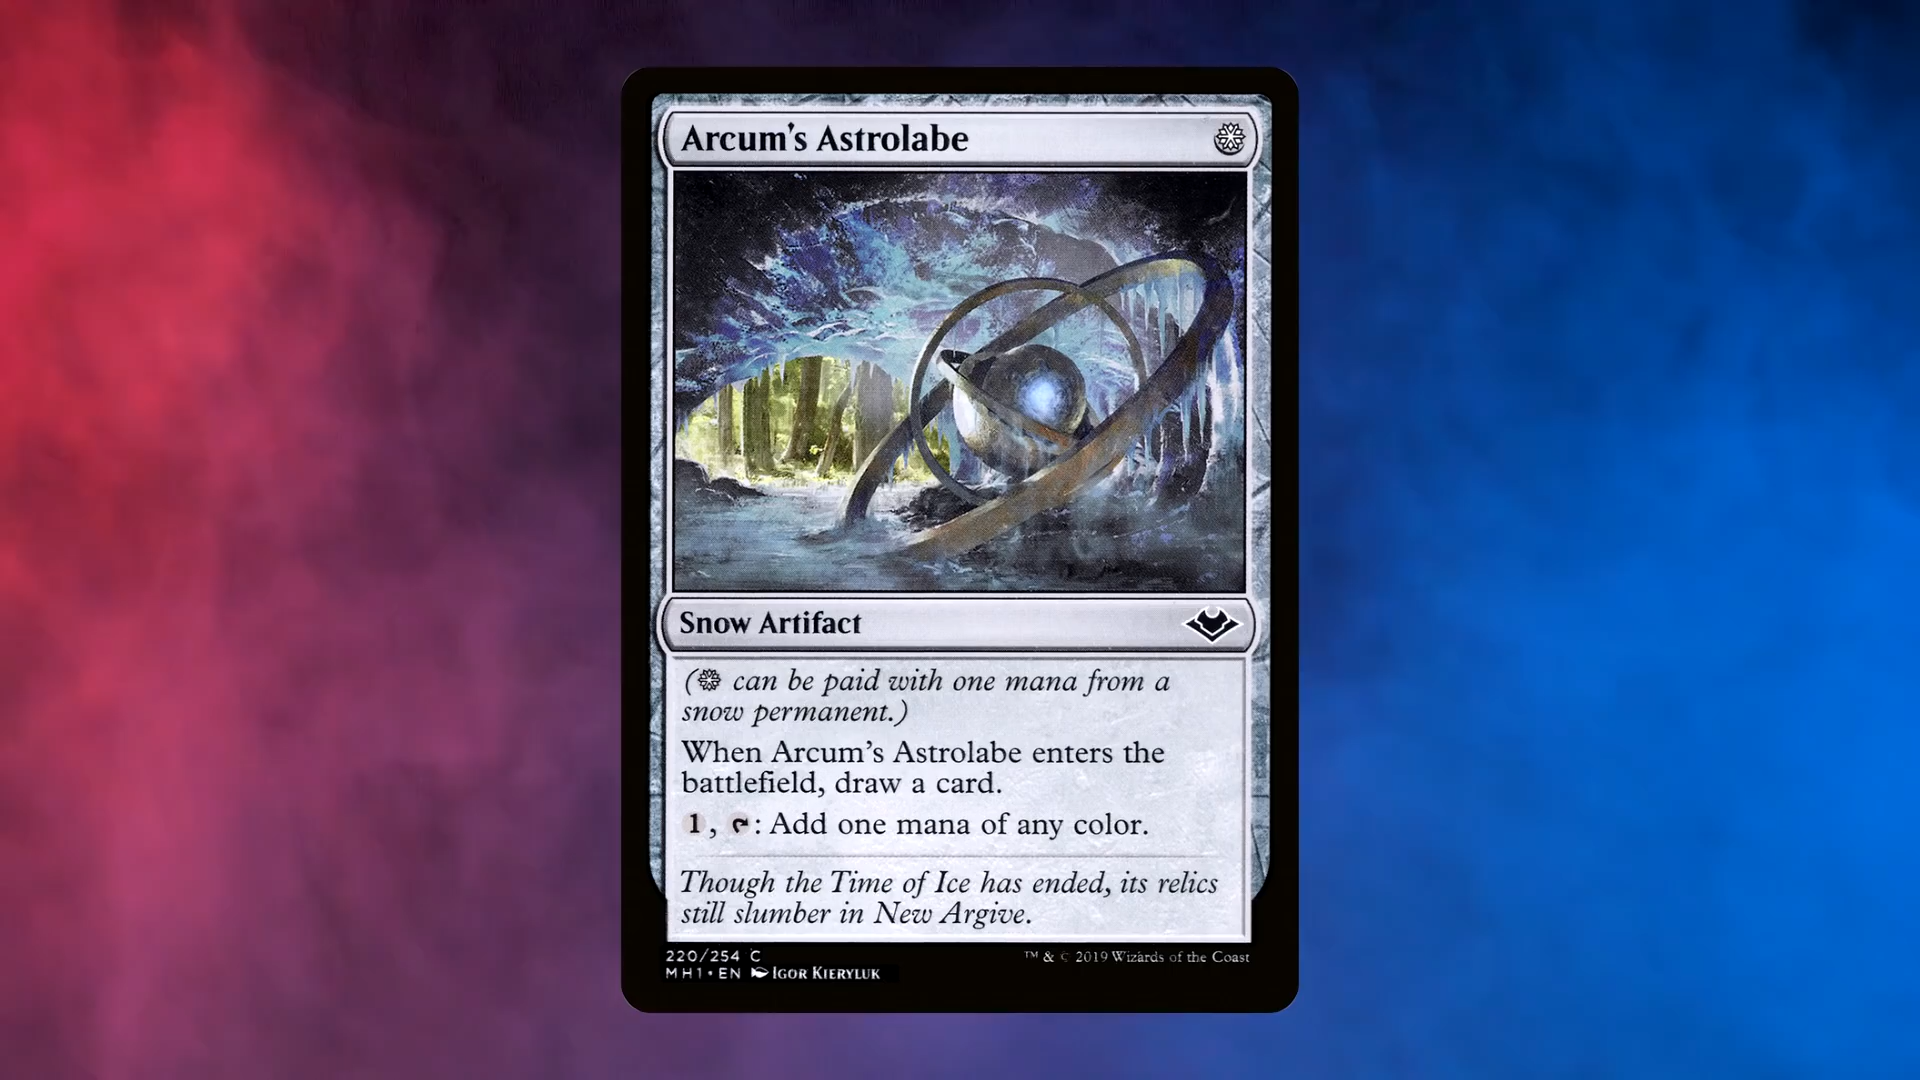 Arcum's Astrolabe
Snow Artifact
( can be paid with one mana from a
snow permanent.)
When Arcum's Astrolabe enters the
battlefield, draw a card.
1, : Add one mana of any color.
Though the Time of Ice has ended, its relics
still slumber in New Argive.
220/254 C
MH1 • EN Igor Kieryluk
™ & © 2019 Wizards of the Coast